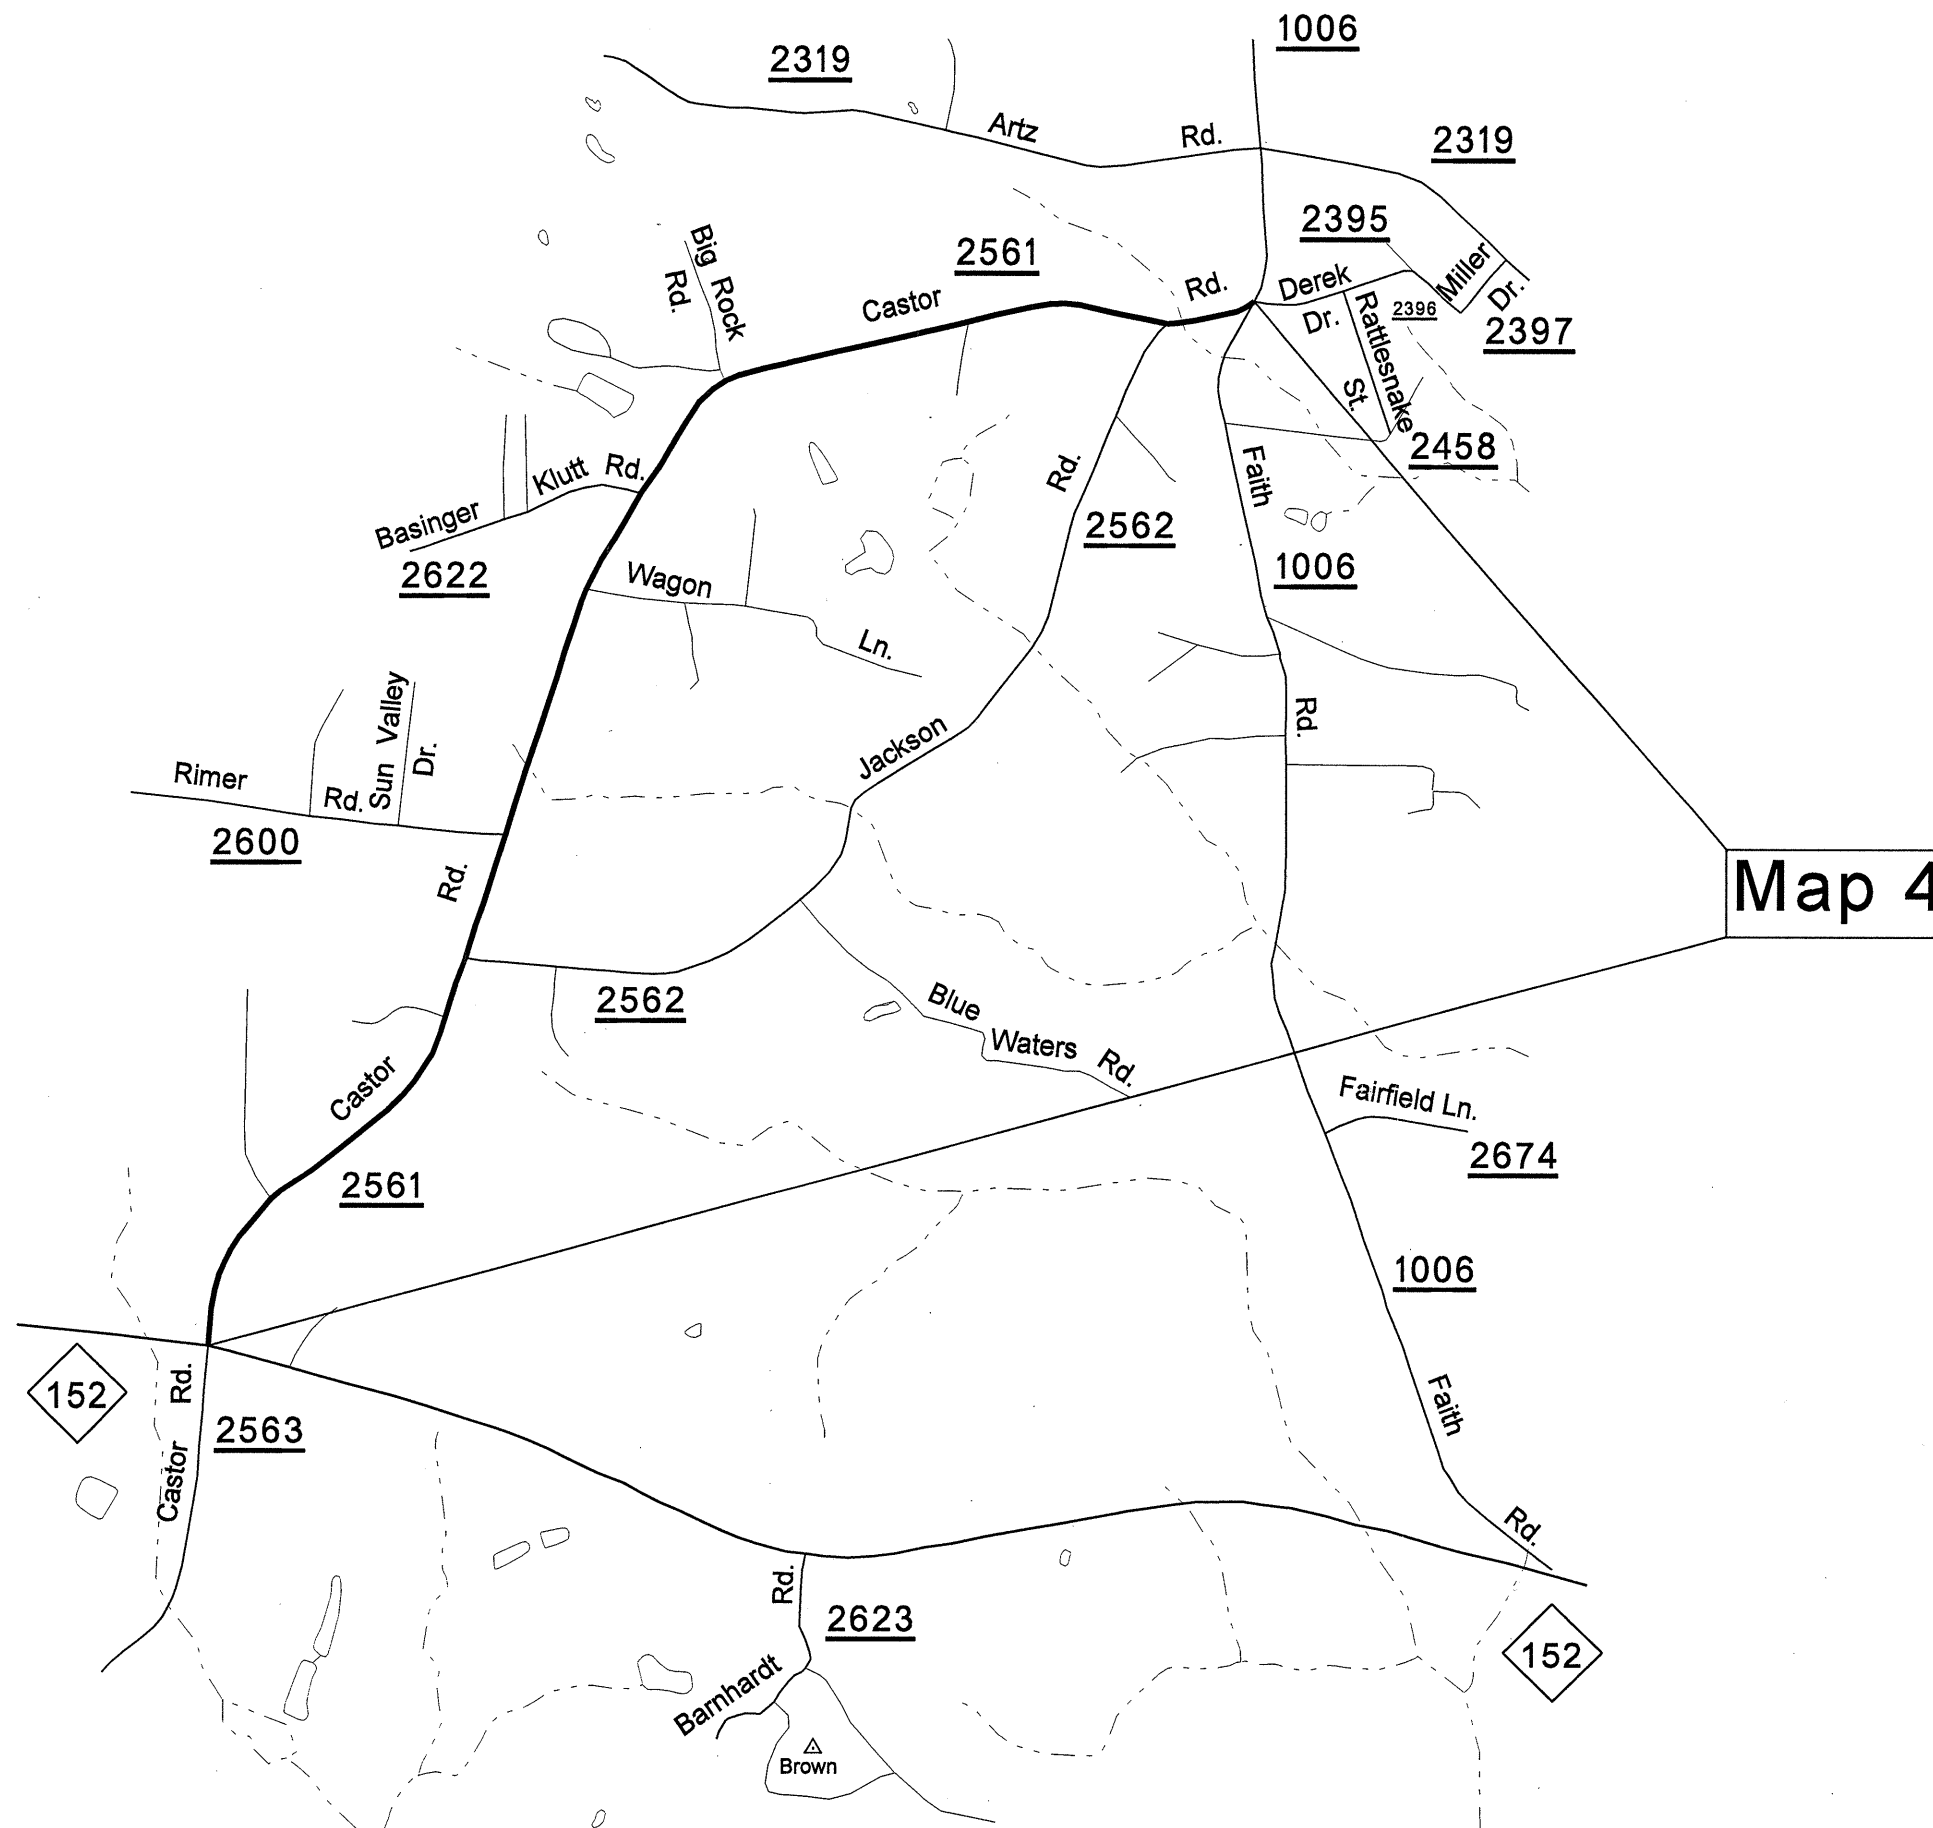 1006
2319
Artz Rd.
2319
2395
Big Rock Rd.
2561
Castor Rd.
Derek Dr.
Miller Dr.
2396
2397
Rattlesnake St.
2458
Basinger Klutt Rd.
2622
Rd.
2562
Faith
1006
Wagon Ln.
Sun Valley Dr.
Rimer Rd.
2600
Jackson
Rd.
Rd.
Map 4
2562
Blue Waters Rd.
Castor
Fairfield Ln.
2674
2561
1006
152
Castor Rd.
2563
Faith Rd.
Rd.
2623
Barnhardt
152
Brown